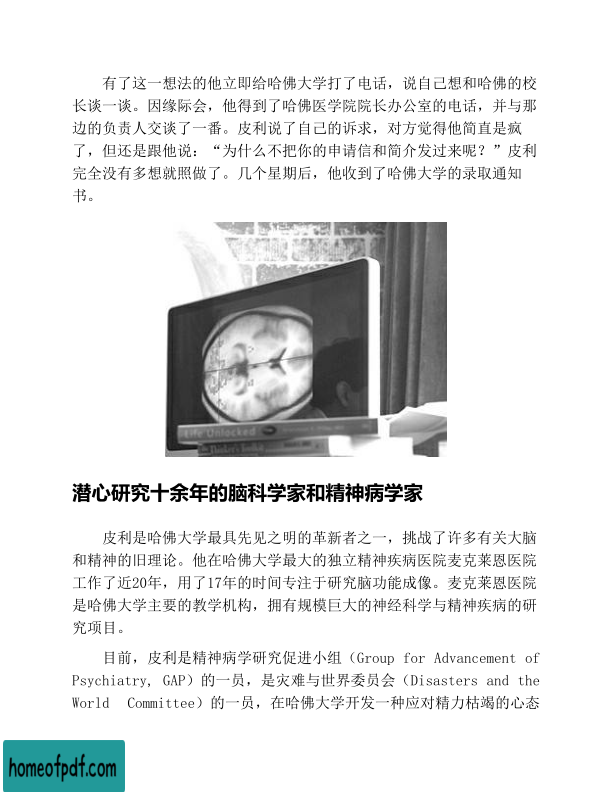 有了这一想法的他立即给哈佛大学打了电话，说自己想和哈佛的校
长谈一谈。因缘际会，他得到了哈佛医学院院长办公室的电话，并与那
边的负责人交谈了一番。皮利说了自己的诉求，对方觉得他简直是疯
了，但还是跟他说：“为什么不把你的申请信和简介发过来呢？”皮利
完全没有多想就照做了。几个星期后，他收到了哈佛大学的录取通知
书。
Life Unlocked
潜心研究十余年的脑科学家和精神病学家
皮利是哈佛大学最具先见之明的革新者之一，挑战了许多有关大脑
和精神的旧理论。他在哈佛大学最大的独立精神疾病医院麦克莱恩医院
工作了近20年，用了17年的时间专注于研究脑功能成像。麦克莱恩医院
是哈佛大学主要的教学机构，拥有规模巨大的神经科学与精神疾病的研
究项目。
目前，皮利是精神病学研究促进小组（Group for Advancement of
Psychiatry, GAP）的一员，是灾难与世界委员会（Disasters and the
World Committee）的一员，在哈佛大学开发一种应对精力枯竭的心态
homeofpdf.com